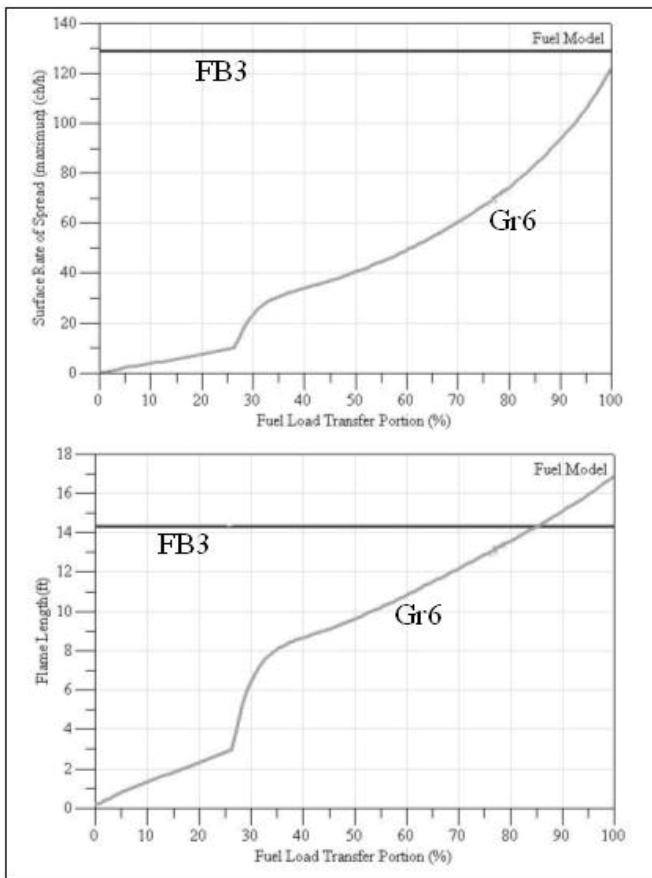 140
120
100
80
60
40
20
0
Surface Rate of Spread (maximum) (ch/h)
Fuel Model
FB3
Gr6
0 10 20 30 40 50 60 70 80 90 100
Fuel Load Transfer Portion (%)
18
16
14
12
10
8
6
4
2
0
Flame Length (ft)
Fuel Model
FB3
Gr6
0 10 20 30 40 50 60 70 80 90 100
Fuel Load Transfer Portion (%)